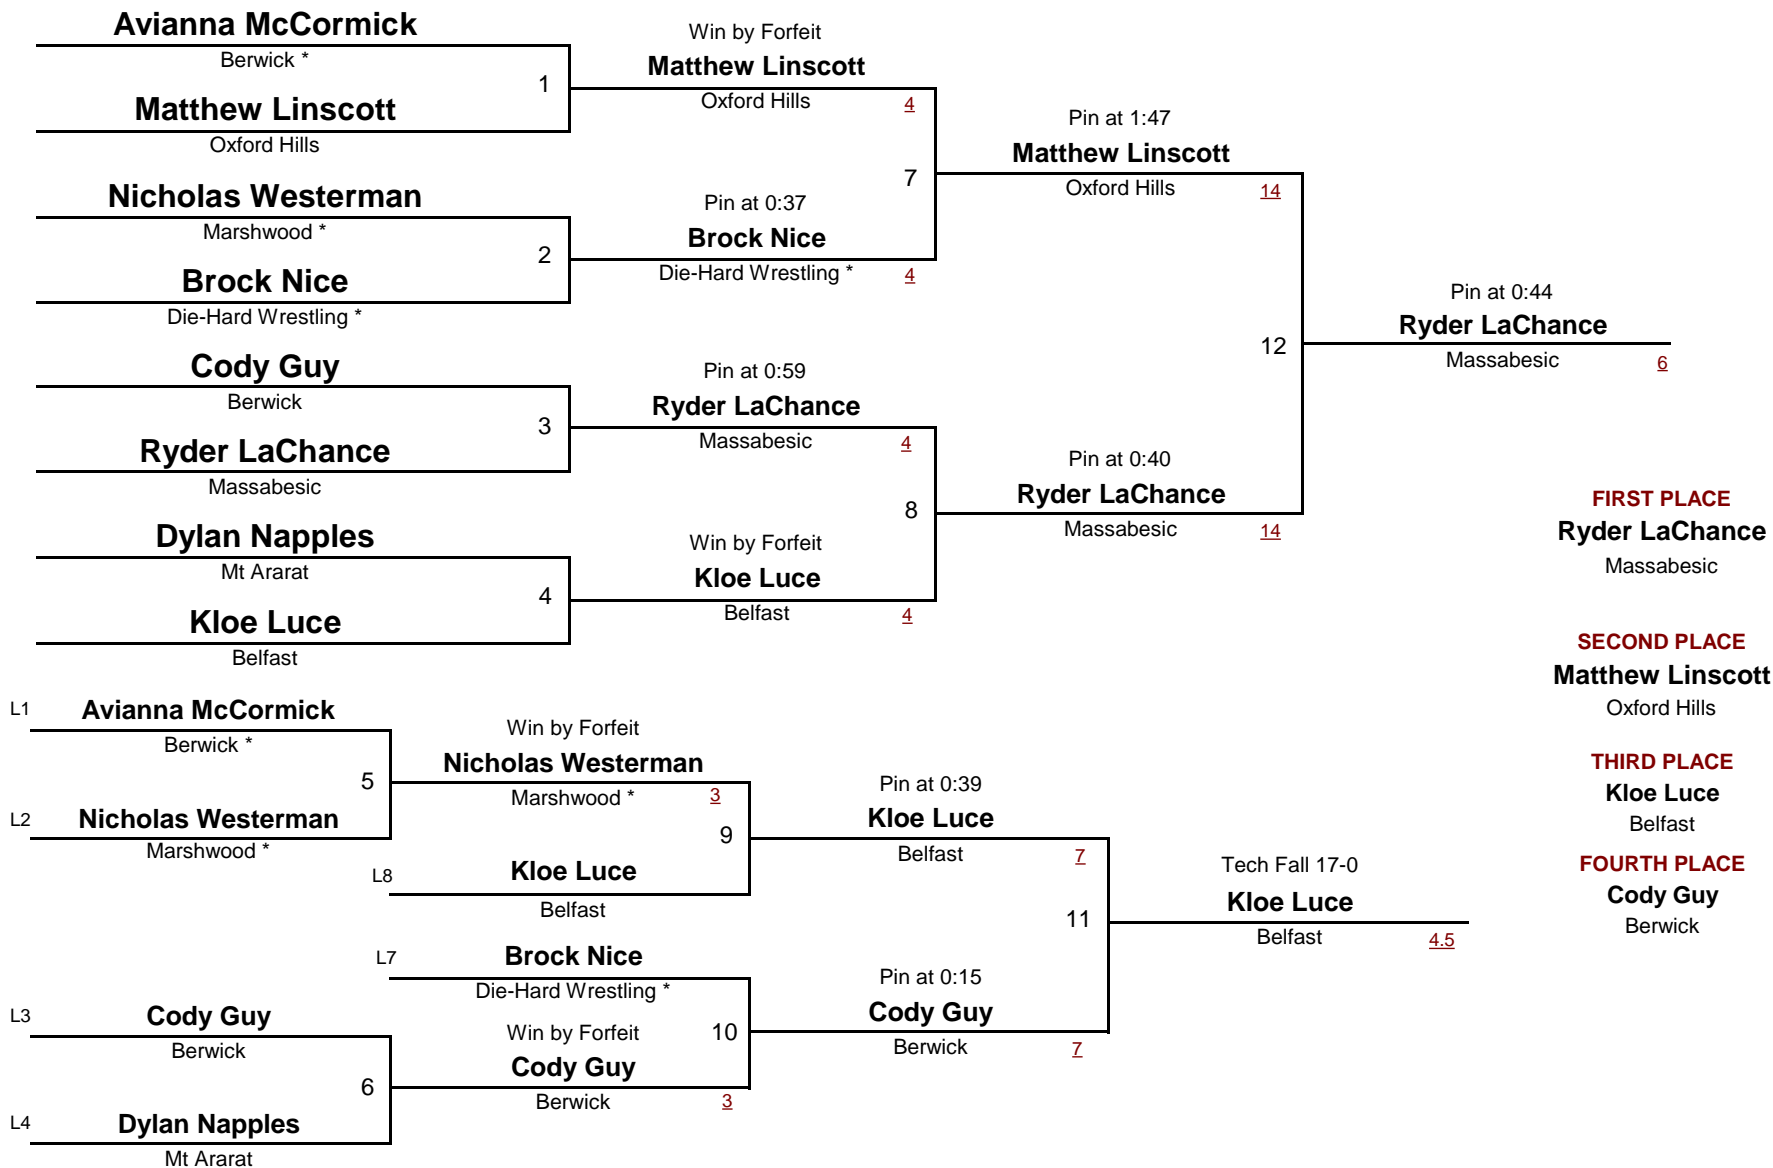 Avianna McCormick
Berwick *
1
Matthew Linscott
Oxford Hills
Nicholas Westerman
Marshwood *
2
Brock Nice
Die-Hard Wrestling *
Cody Guy
Berwick
3
Ryder LaChance
Massabesic
Dylan Napples
Mt Ararat
4
Kloe Luce
Belfast
Win by Forfeit
Matthew Linscott
Oxford Hills 4
7
Pin at 0:37
Brock Nice
Die-Hard Wrestling * 4
Pin at 0:59
Ryder LaChance
Massabesic 4
8
Win by Forfeit
Kloe Luce
Belfast 4
Pin at 1:47
Matthew Linscott
Oxford Hills 14
12
Pin at 0:40
Ryder LaChance
Massabesic 14
Pin at 0:44
Ryder LaChance
Massabesic 6
FIRST PLACE
Ryder LaChance
Massabesic
SECOND PLACE
Matthew Linscott
Oxford Hills
THIRD PLACE
Kloe Luce
Belfast
FOURTH PLACE
Cody Guy
Berwick
L1 Avianna McCormick
Berwick *
5
L2 Nicholas Westerman
Marshwood *
L3 Cody Guy
Berwick
6
L4 Dylan Napples
Mt Ararat
Win by Forfeit
Nicholas Westerman
Marshwood * 3
9
L8 Kloe Luce
Belfast
L7 Brock Nice
Die-Hard Wrestling *
10
Win by Forfeit
Cody Guy
Berwick 3
Pin at 0:39
Kloe Luce
Belfast 7
11
Pin at 0:15
Cody Guy
Berwick 7
Tech Fall 17-0
Kloe Luce
Belfast 4.5